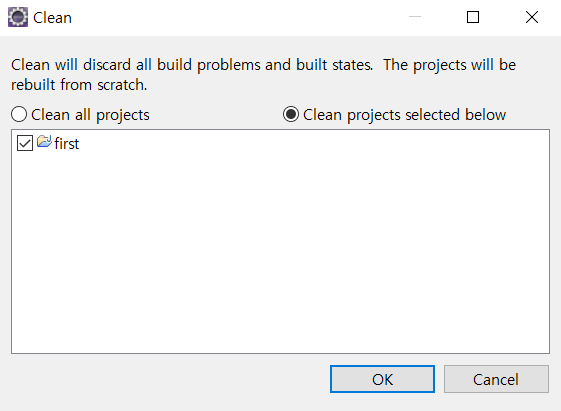 Clean
Clean will discard all build problems and built states.  The projects will be
rebuilt from scratch.
Clean all projects
Clean projects selected below
first
OK
Cancel